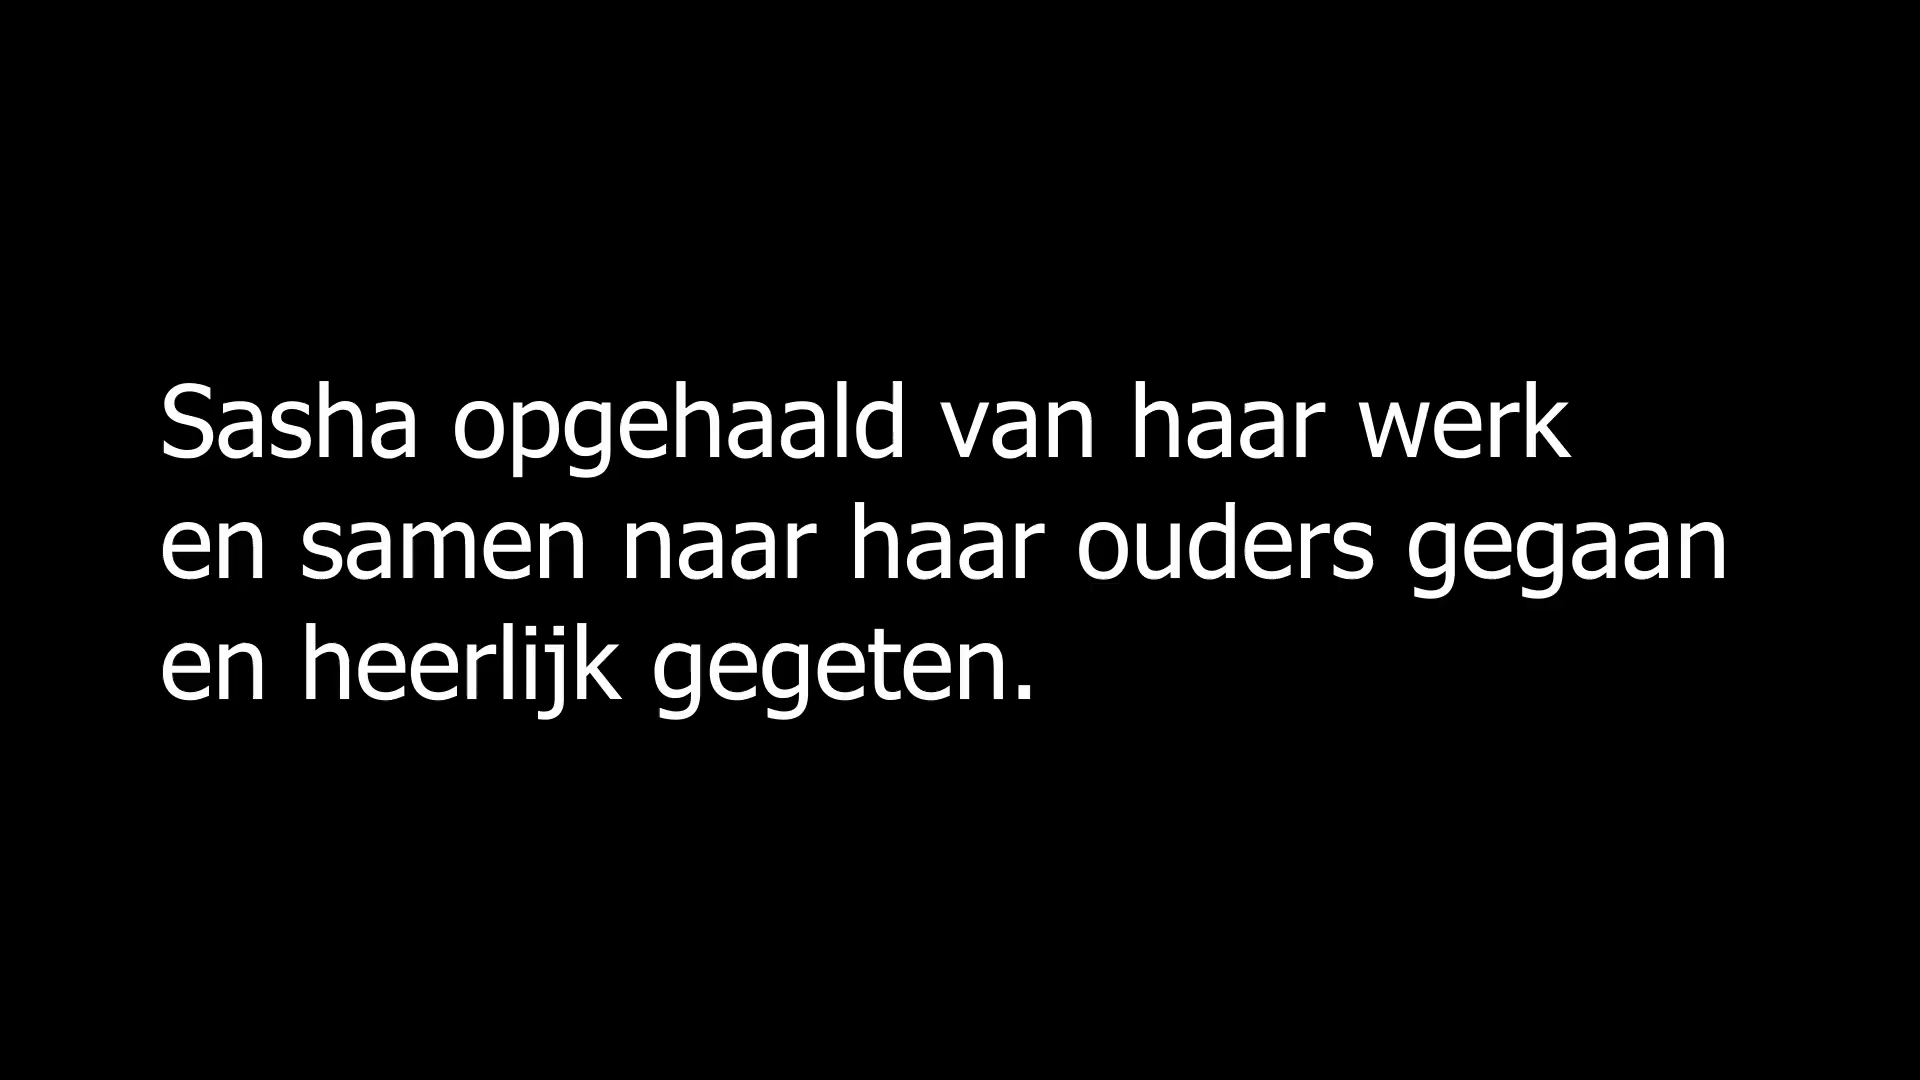 Sasha opgehaald van haar werk
en samen naar haar ouders gegaan
en heerlijk gegeten.